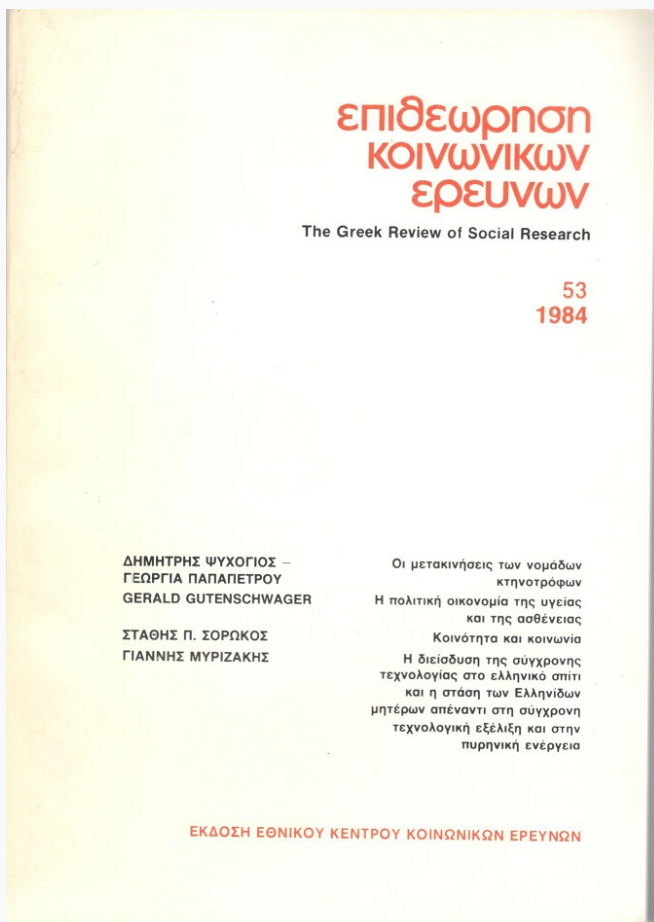 επιθεωρηση
κοινωνικων
ερευνων
The Greek Review of Social Research
53
1984
ΔΗΜΗΤΡΗΣ ΨΥΧΟΓΙΟΣ –
ΓΕΩΡΓΙΑ ΠΑΠΑΠΕΤΡΟΥ
Οι μετακινήσεις των νομάδων
κτηνοτρόφων
GERALD GUTENSCHWAGER
Η πολιτική οικονομία της υγείας
και της ασθένειας
ΣΤΑΘΗΣ Π. ΣΟΡΩΚΟΣ
Κοινότητα και κοινωνία
ΓΙΑΝΝΗΣ ΜΥΡΙΖΑΚΗΣ
Η διείσδυση της σύγχρονης
τεχνολογίας στο ελληνικό σπίτι
και η στάση των Ελληνίδων
μητέρων απέναντι στη σύγχρονη
τεχνολογική εξέλιξη και στην
πυρηνική ενέργεια
ΕΚΔΟΣΗ ΕΘΝΙΚΟΥ ΚΕΝΤΡΟΥ ΚΟΙΝΩΝΙΚΩΝ ΕΡΕΥΝΩΝ